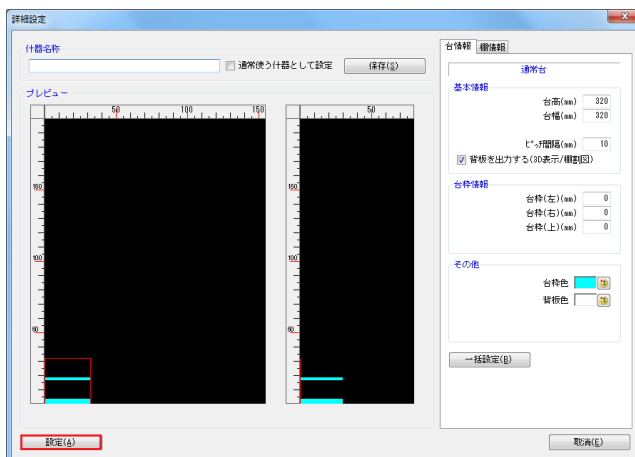 詳細設定
什器名称
通常使う什器として設定
保存(S)
プレビュー
50 100 150
50
150
100
50
150
100
50
台情報 棚情報
通常台
基本情報
台高(mm) 320
台幅(mm) 320
ﾋﾟｯﾁ間隔(mm) 10
背板を出力する(3D表示/棚割図)
台枠情報
台枠(左)(mm) 0
台枠(右)(mm) 0
台枠(上)(mm) 0
その他
台枠色
背板色
一括設定(B)
設定(A)
取消(E)